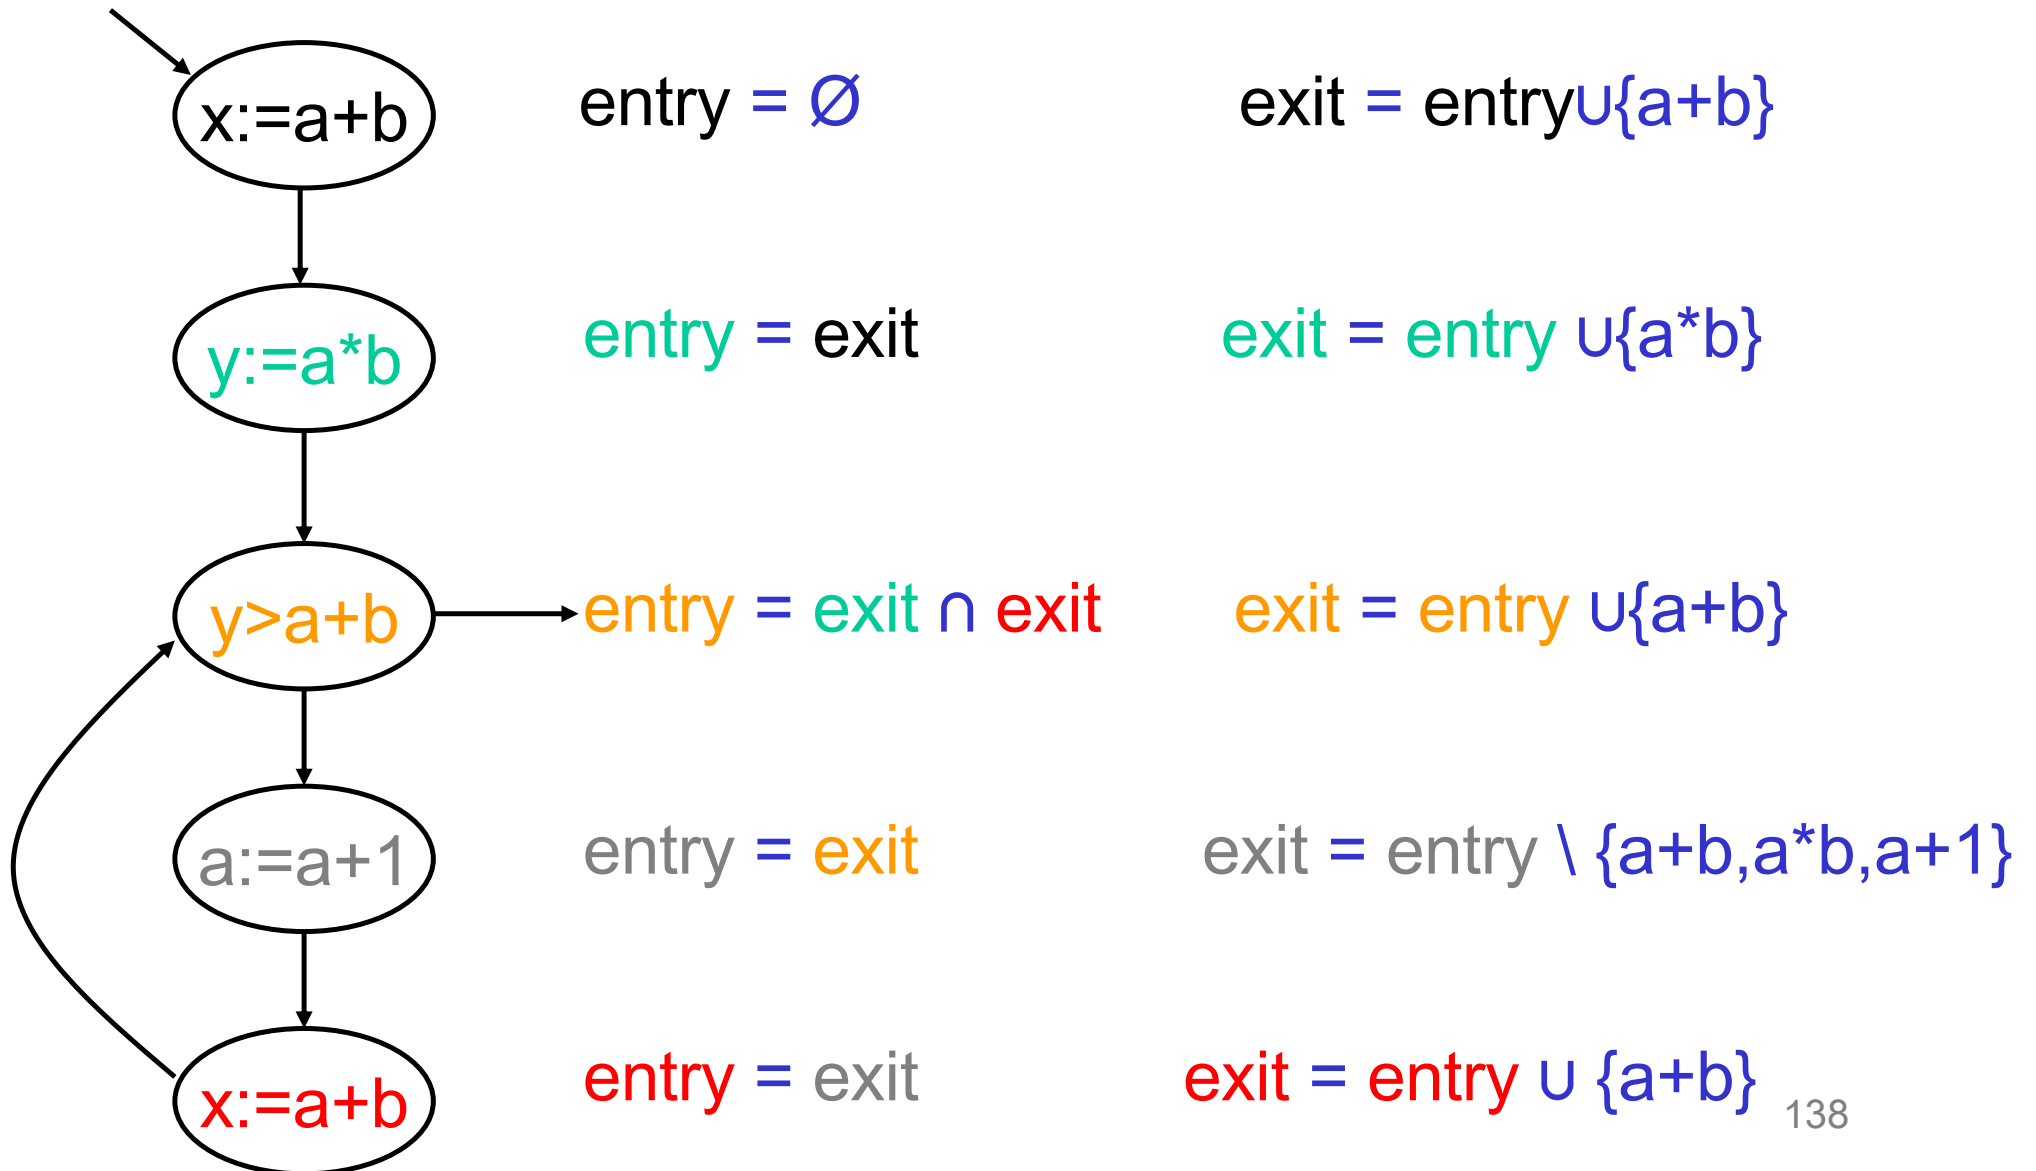 x:=a+b entry = Ø exit = entry∪{a+b}
y:=a*b entry = exit exit = entry ∪{a*b}
y>a+b entry = exit ∩ exit exit = entry ∪{a+b}
a:=a+1 entry = exit exit = entry \ {a+b,a*b,a+1}
x:=a+b entry = exit exit = entry ∪ {a+b}
138